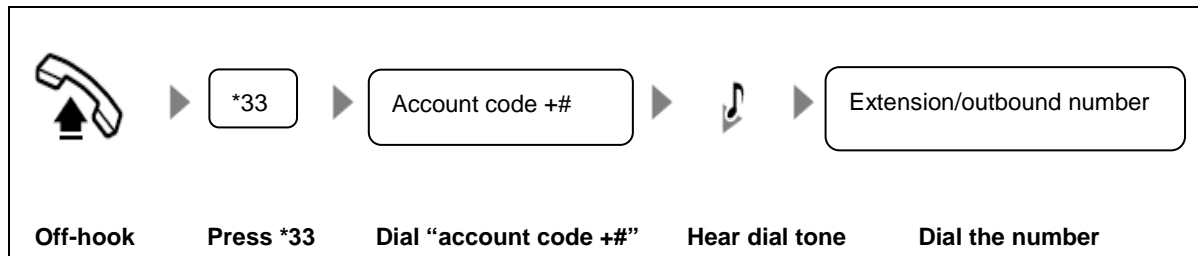 *33
Account code +#
Extension/outbound number
Off-hook
Press *33
Dial “account code +#”
Hear dial tone
Dial the number